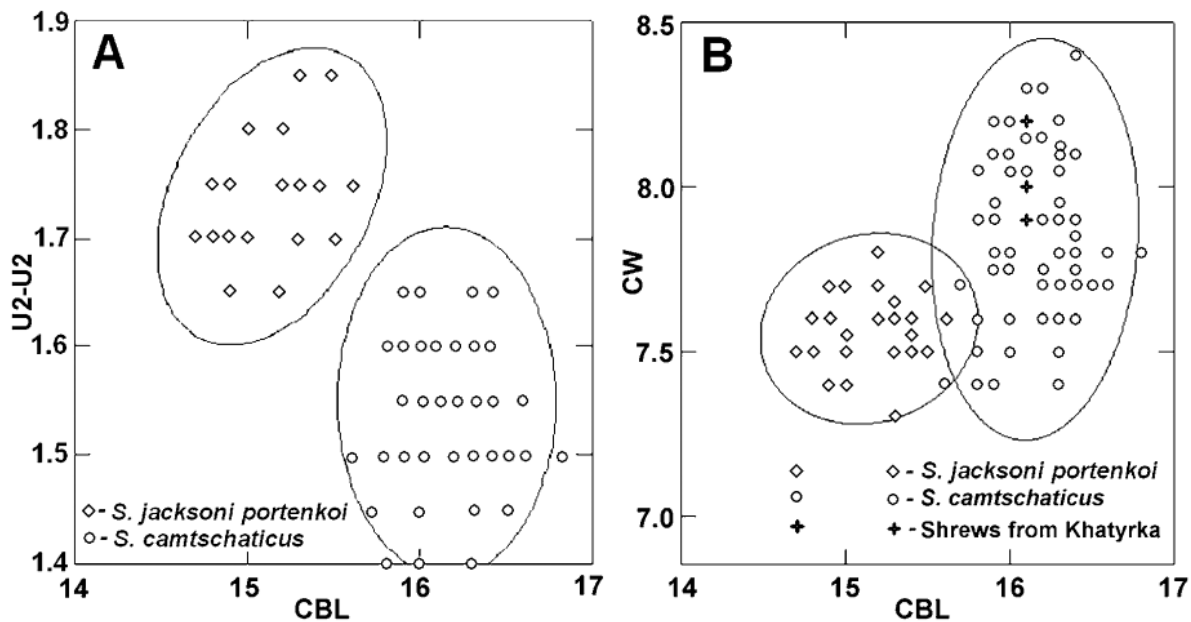 A
1.9
1.8
1.7
1.6
1.5
1.4
U2-U2
14
15
16
17
CBL
◇- S. jacksoni portenkoi
○- S. camtschaticus
B
8.5
8.0
7.5
7.0
CW
14
15
16
17
CBL
◇ ◇- S. jacksoni portenkoi
○ ○- S. camtschaticus
+ +- Shrews from Khatyrka